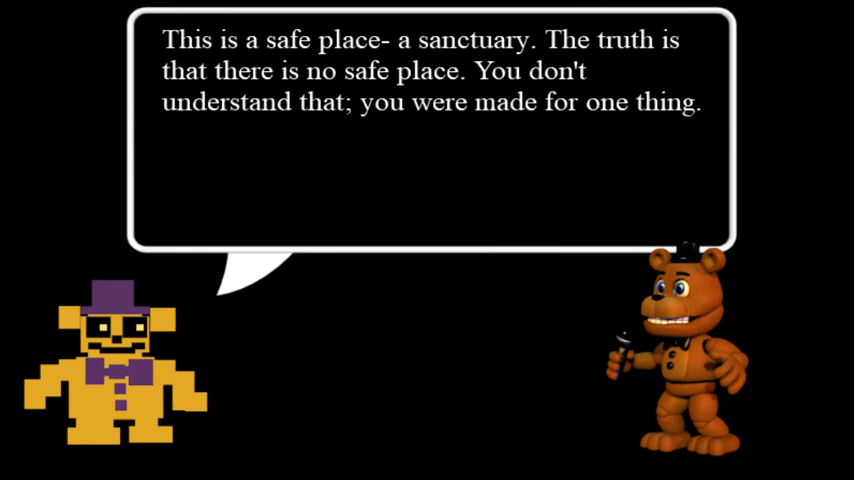 This is a safe place- a sanctuary. The truth is
that there is no safe place. You don't
understand that; you were made for one thing.